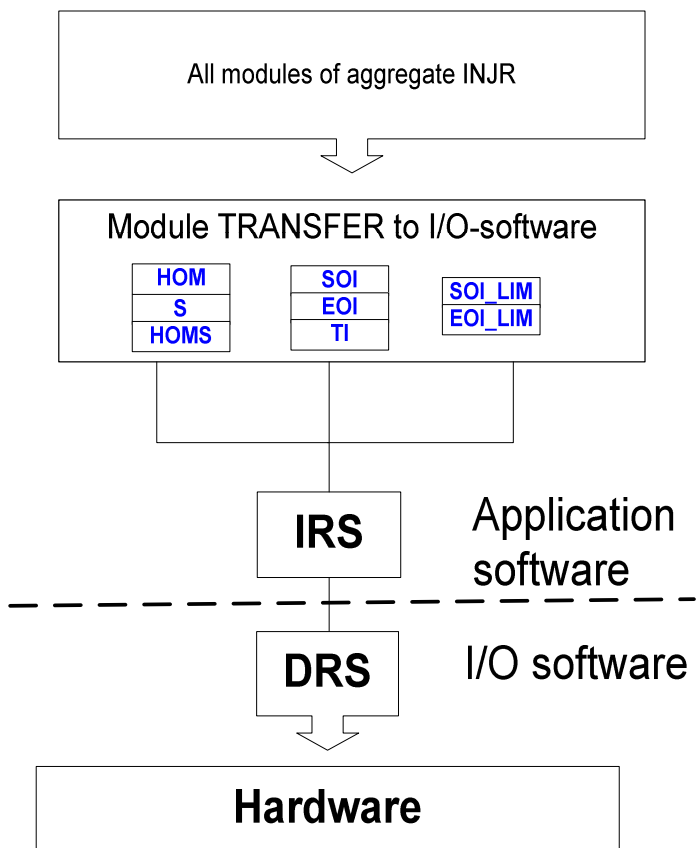 All modules of aggregate INJR
Module TRANSFER to I/O-software
HOM
S
HOMS
SOI
EOI
TI
SOI_LIM
EOI_LIM
IRS
Application
software
DRS
I/O software
Hardware